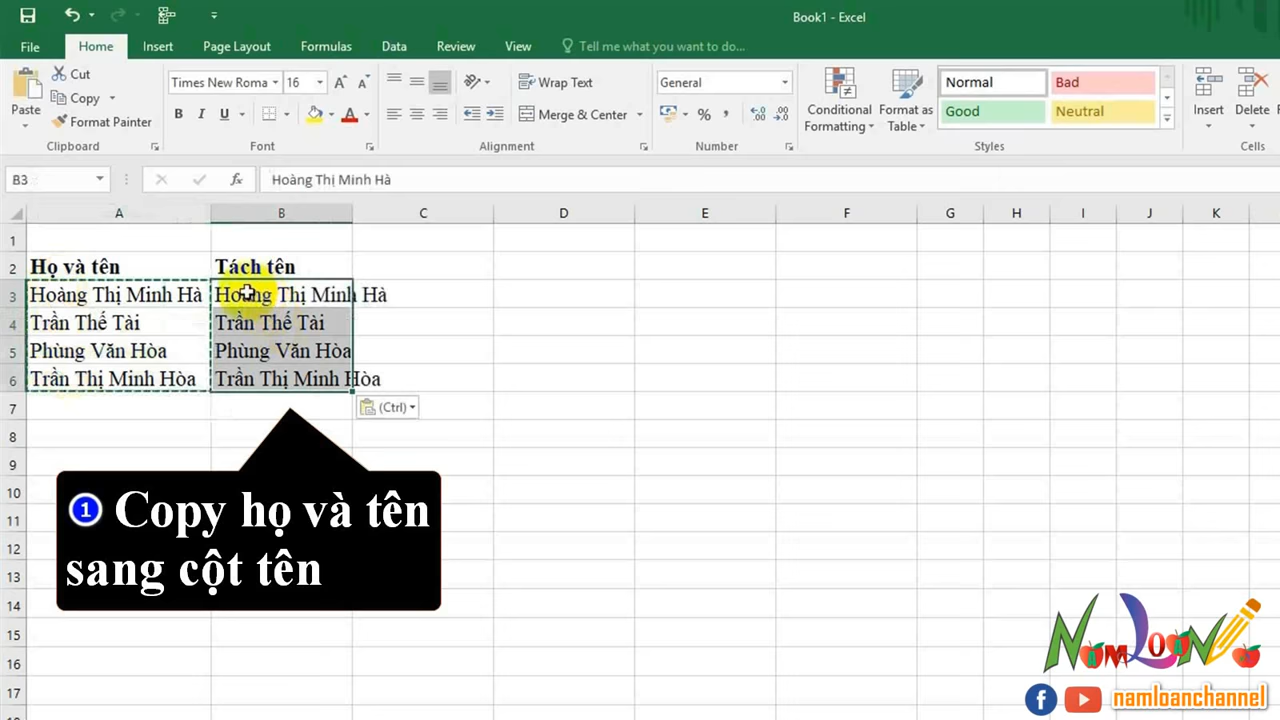 Book1 - Excel
File Home Insert Page Layout Formulas Data Review View Tell me what you want to do...
Paste
Cut
Copy
Format Painter
Clipboard
Times New Roma 16
B I U
Font
Wrap Text
Merge & Center
Alignment
General
Number
Conditional Formatting
Format as Table
Normal Bad
Good Neutral
Styles
Insert Delete
Cells
B3 fx Hoàng Thị Minh Hà
A B C D E F G H I J K
1
2 Họ và tên Tách tên
3 Hoàng Thị Minh Hà Hoàng Thị Minh Hà
4 Trần Thế Tài Trần Thế Tài
5 Phùng Văn Hòa Phùng Văn Hòa
6 Trần Thị Minh Hòa Trần Thị Minh Hòa
7 (Ctrl)
8
9
10
11
12
13
14
15
16
17
1 Copy họ và tên
sang cột tên
NamLoan
namloanchannel